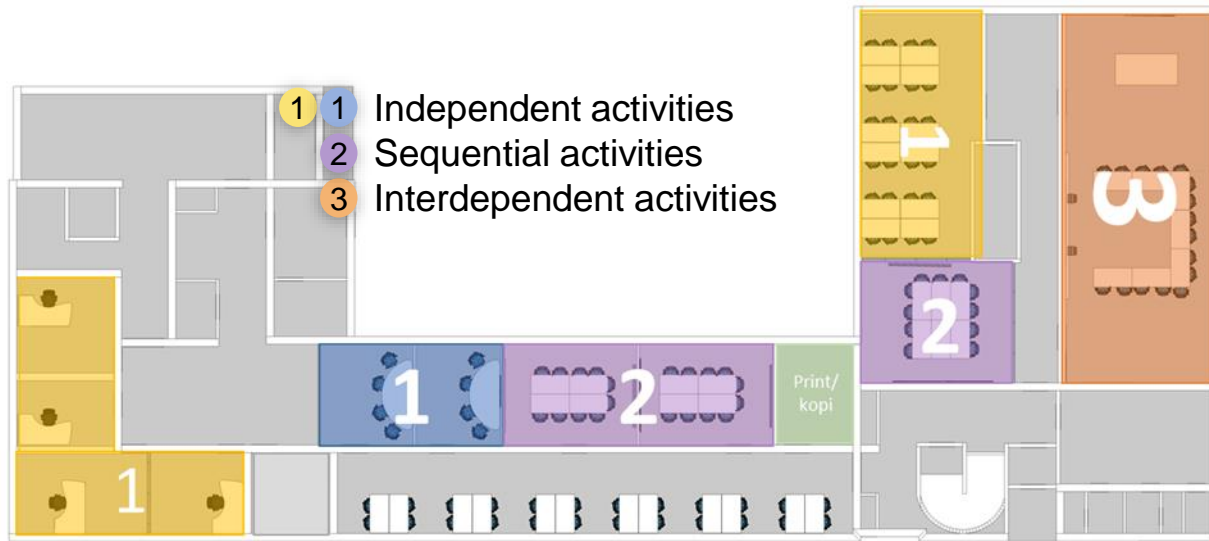 1 1 Independent activities
2 Sequential activities
3 Interdependent activities
1
3
2
1
2
Print/
kopi
1